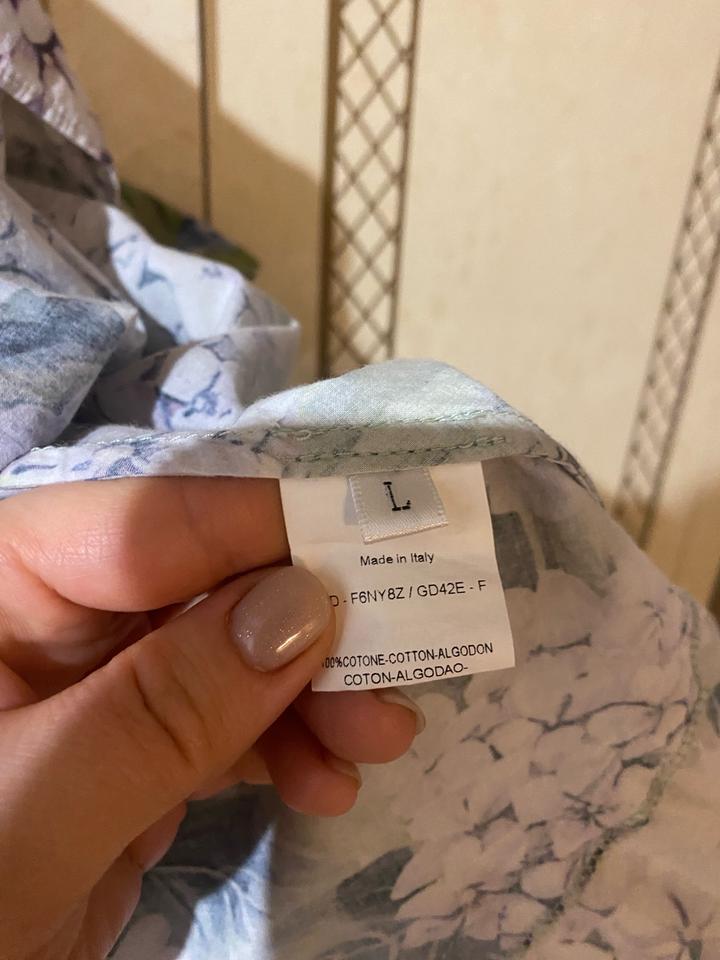 L
Made in Italy
D - F6NY8Z / GD42E - F
00%COTONE-COTTON-ALGODON
COTON-ALGODAO-